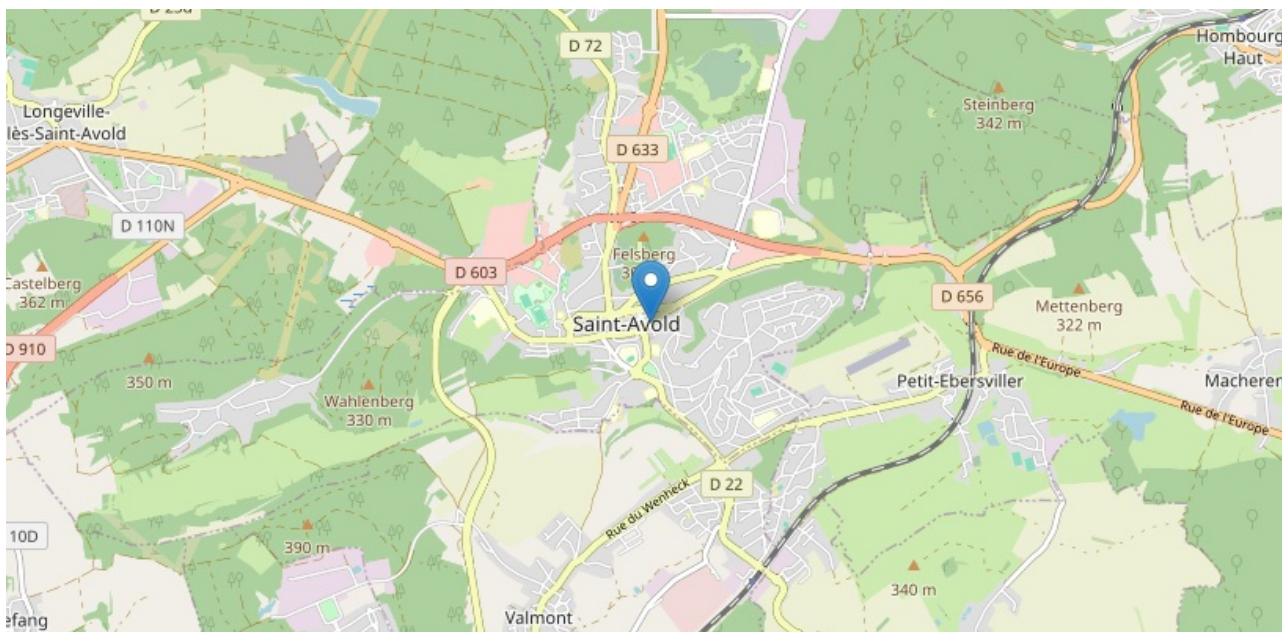 D 72
Hombourg
Haut
Longeville-
lès-Saint-Avold
Steinberg
342 m
D 633
D 110N
Felsberg
D 603
Castelberg
362 m
D 656
Mettenberg
322 m
Saint-Avold
D 910
Rue de l'Europe
350 m
Wahlenberg
330 m
Petit-Ebersviller
Macheren
Rue de l'Europe
D 22
Rue du Wenheck
10D
390 m
340 m
efang
Valmont